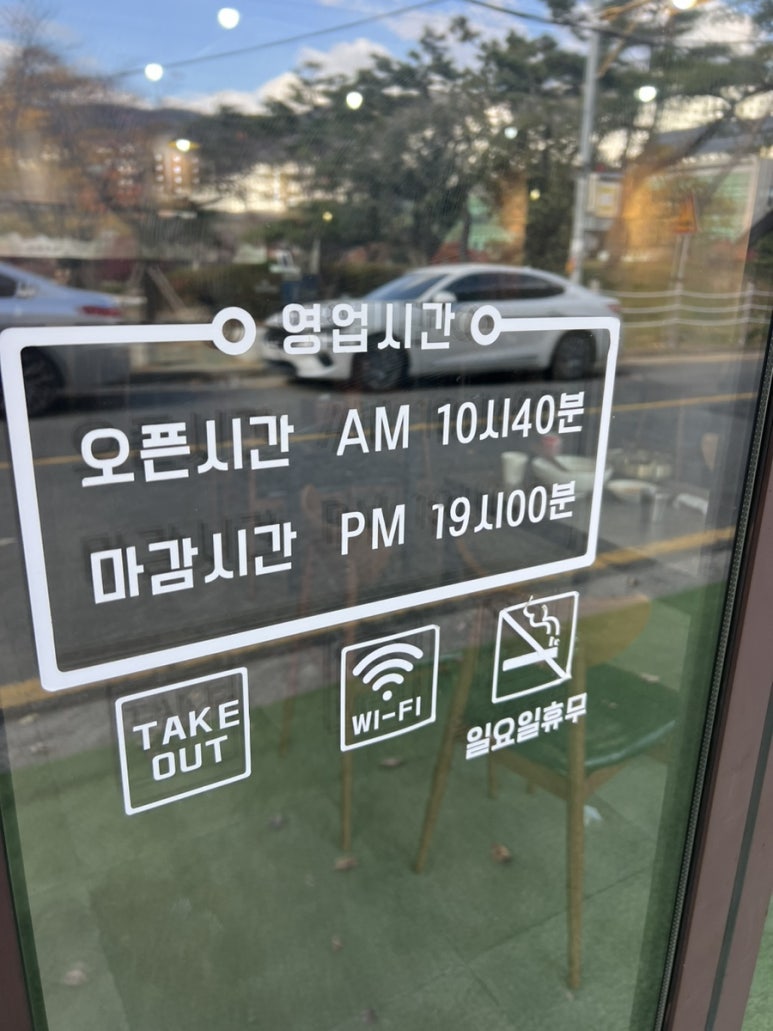 영업시간
오픈시간 AM 10시40분
마감시간 PM 19시00분
TAKE
OUT
WI-FI
일요일휴무